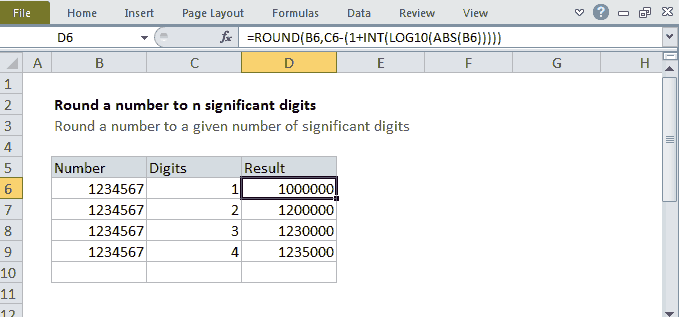 File Home Insert Page Layout Formulas Data Review View
D6 fx =ROUND(B6,C6-(1+INT(LOG10(ABS(B6)))))
A B C D E F G H
1
2 Round a number to n significant digits
3 Round a number to a given number of significant digits
4
5 Number Digits Result
6 1234567 1 1000000
7 1234567 2 1200000
8 1234567 3 1230000
9 1234567 4 1235000
10
11
12